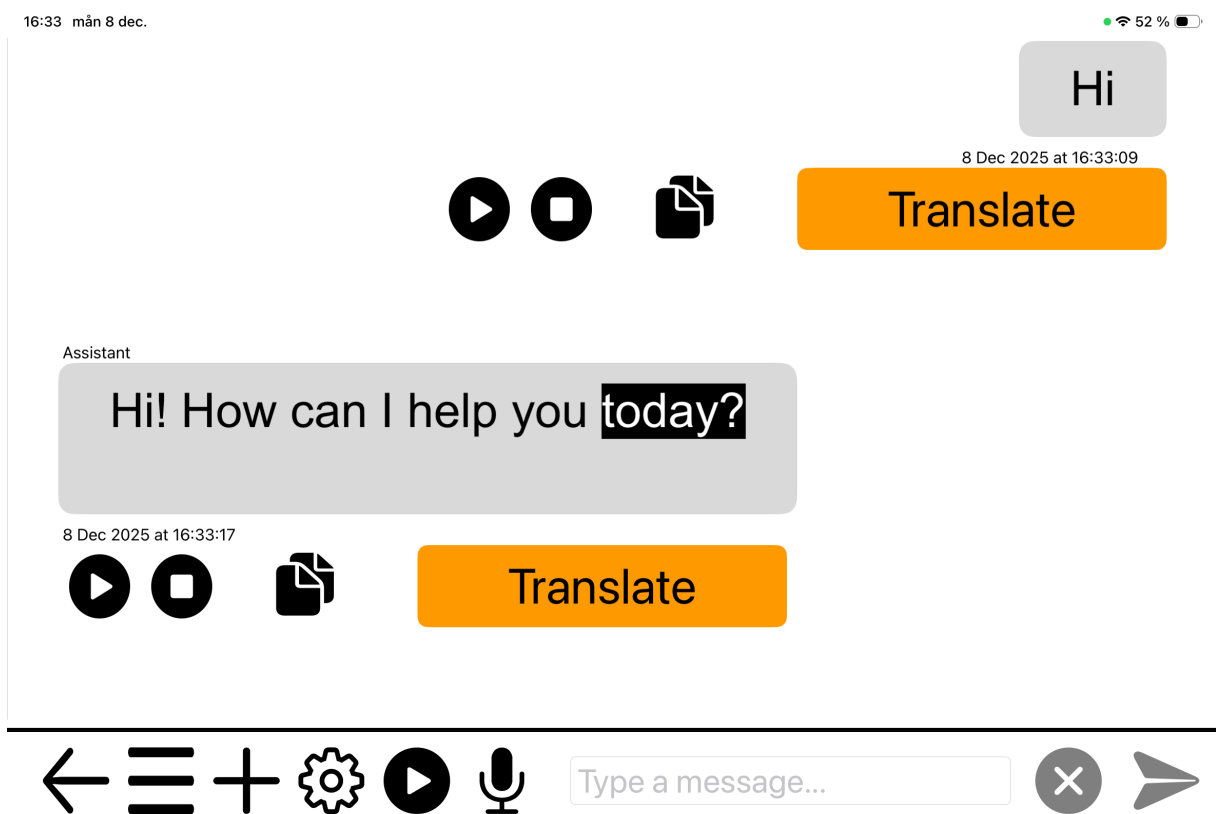 16:33 mån 8 dec.
52 %
Hi
8 Dec 2025 at 16:33:09
Translate
Assistant
Hi! How can I help you today?
8 Dec 2025 at 16:33:17
Translate
Type a message...